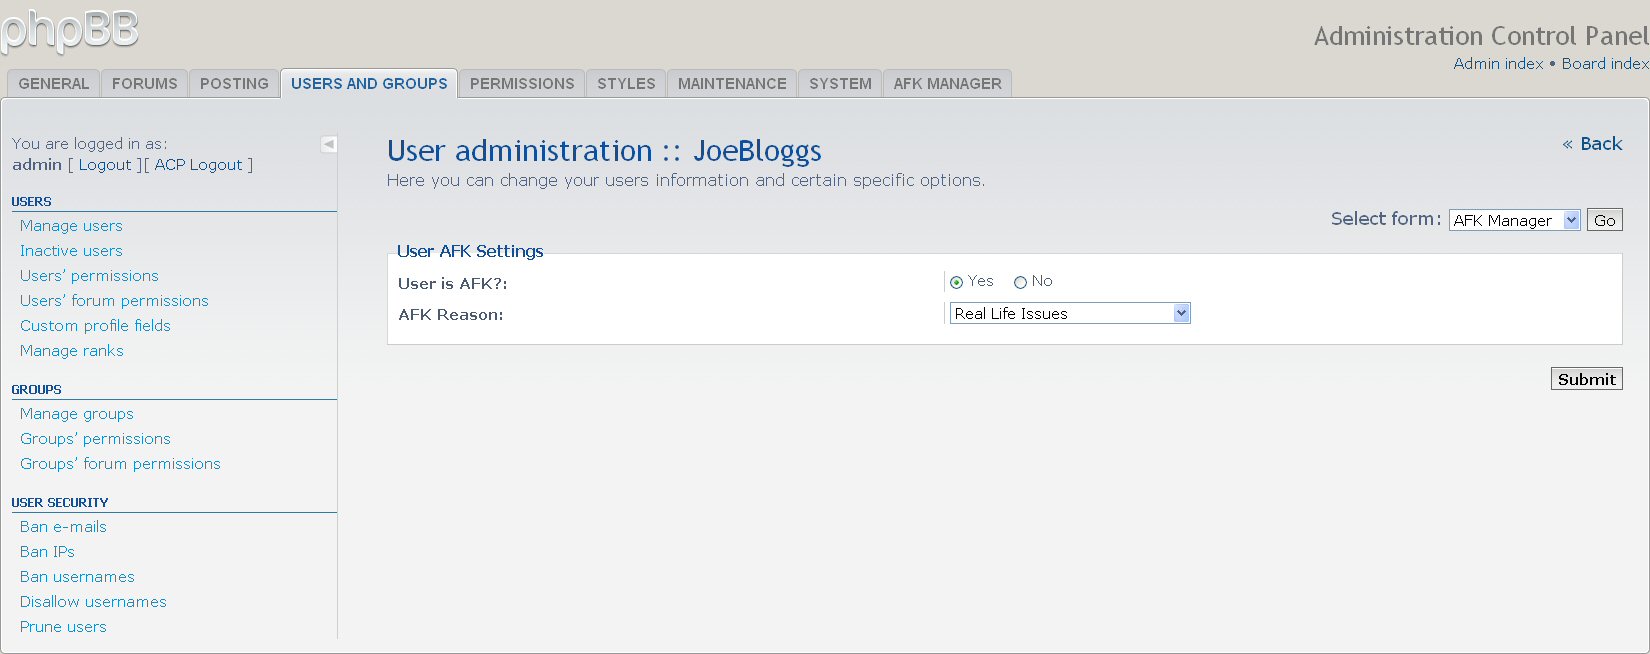 phpBB
Administration Control Panel
Admin index • Board index
GENERAL FORUMS POSTING USERS AND GROUPS PERMISSIONS STYLES MAINTENANCE SYSTEM AFK MANAGER
You are logged in as:
admin [ Logout ][ ACP Logout ]
USERS
Manage users
Inactive users
Users’ permissions
Users’ forum permissions
Custom profile fields
Manage ranks
GROUPS
Manage groups
Groups’ permissions
Groups’ forum permissions
USER SECURITY
Ban e-mails
Ban IPs
Ban usernames
Disallow usernames
Prune users
« Back
User administration :: JoeBloggs
Here you can change your users information and certain specific options.
Select form: AFK Manager Go
User AFK Settings
User is AFK?: Yes No
AFK Reason: Real Life Issues
Submit